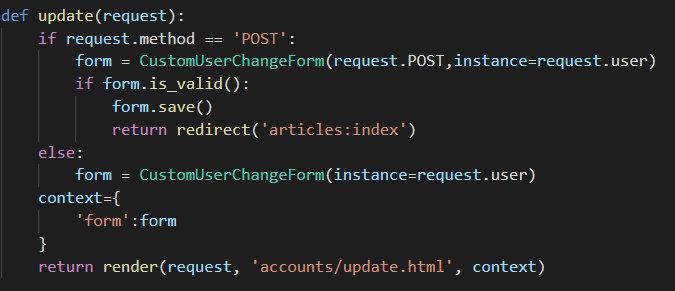 def update(request):
    if request.method == 'POST':
        form = CustomUserChangeForm(request.POST,instance=request.user)
        if form.is_valid():
            form.save()
            return redirect('articles:index')
    else:
        form = CustomUserChangeForm(instance=request.user)
    context={
        'form':form
    }
    return render(request, 'accounts/update.html', context)